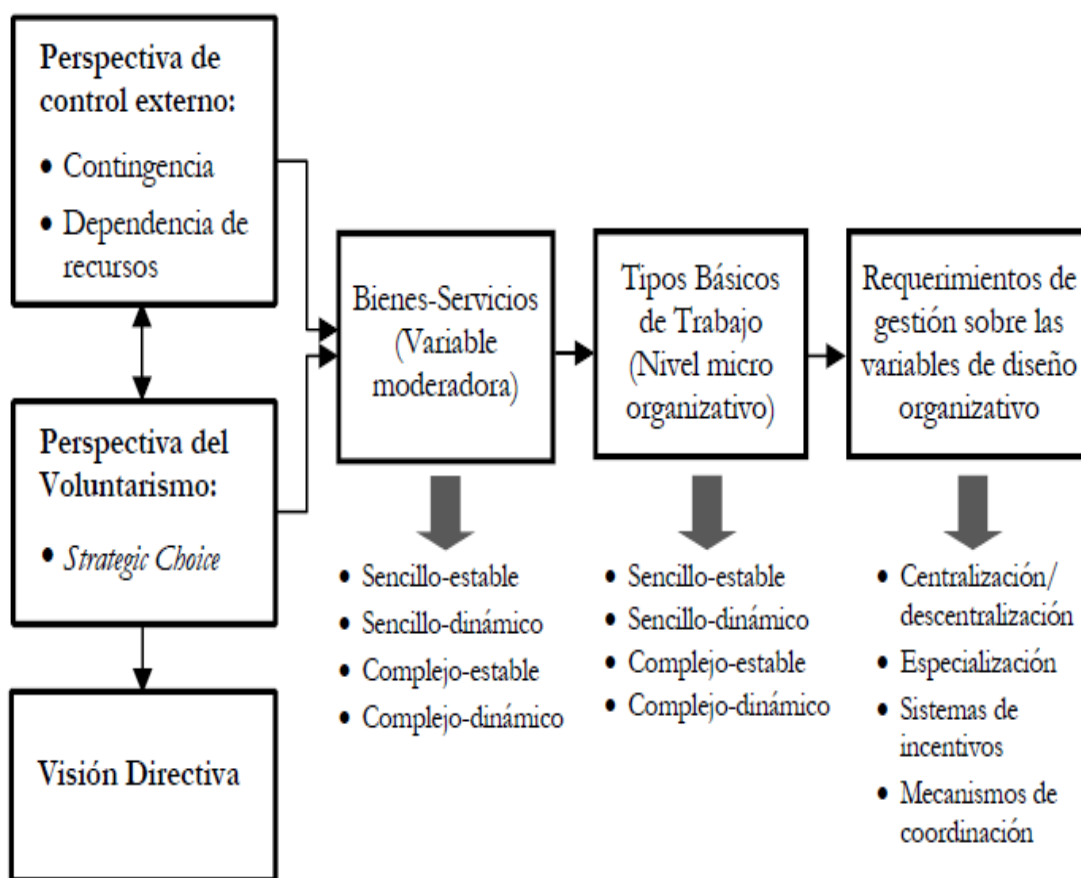 Perspectiva de
control externo:
• Contingencia
• Dependencia de
recursos
Perspectiva del
Voluntarismo:
• Strategic Choice
Visión Directiva
Bienes-Servicios
(Variable
moderadora)
• Sencillo-estable
• Sencillo-dinámico
• Complejo-estable
• Complejo-dinámico
Tipos Básicos
de Trabajo
(Nivel micro
organizativo)
• Sencillo-estable
• Sencillo-dinámico
• Complejo-estable
• Complejo-dinámico
Requerimientos de
gestión sobre las
variables de diseño
organizativo
• Centralización/
descentralización
• Especialización
• Sistemas de
incentivos
• Mecanismos de
coordinación